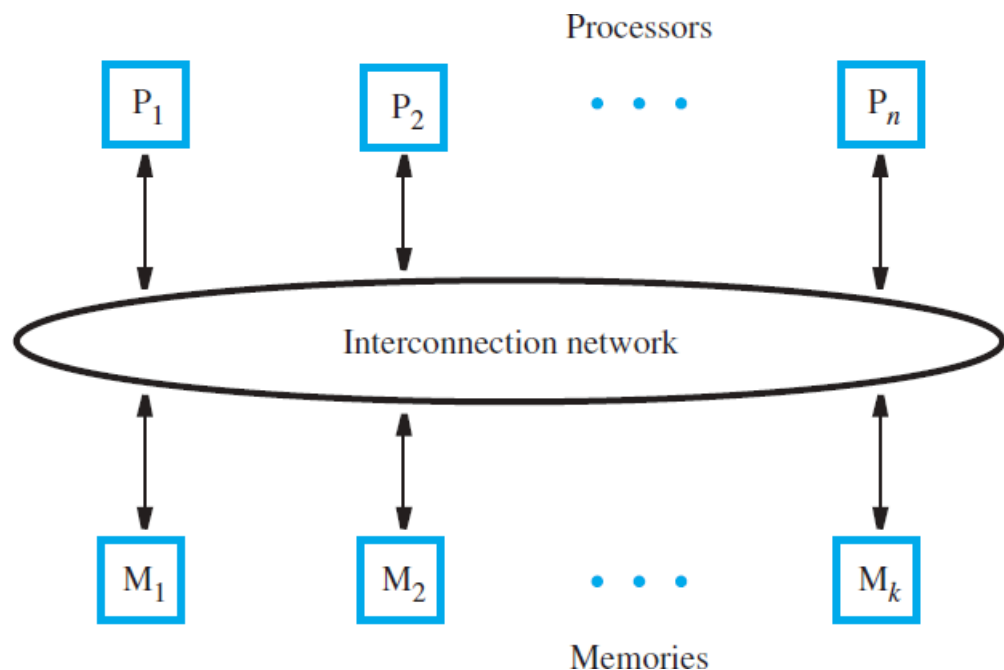 Processors
P1 P2 Pn
Interconnection network
M1 M2 Mk
Memories